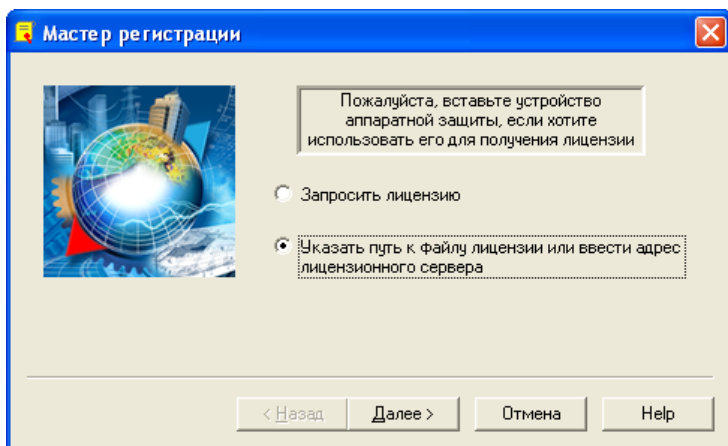 Мастер регистрации
Пожалуйста, вставьте устройство
аппаратной защиты, если хотите
использовать его для получения лицензии
Запросить лицензию
Указать путь к файлу лицензии или ввести адрес
лицензионного сервера
< Назад
Далее >
Отмена
Help